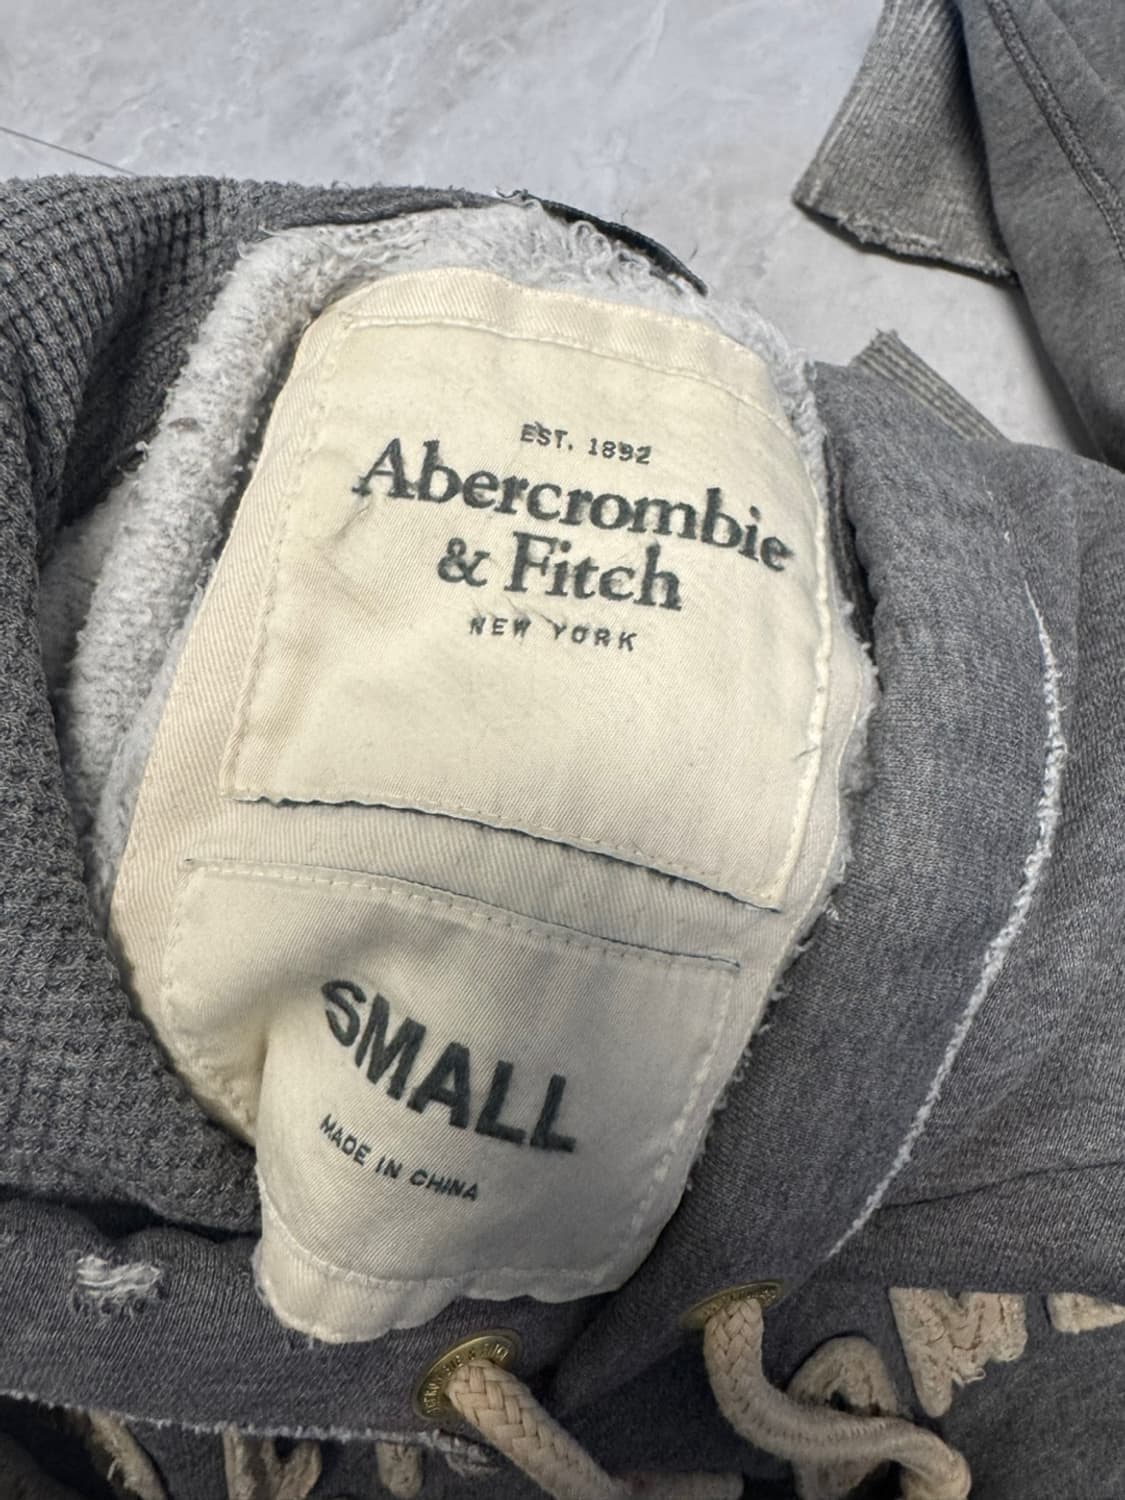 EST. 1892
Abercrombie
& Fitch
NEW YORK
SMALL
MADE IN CHINA